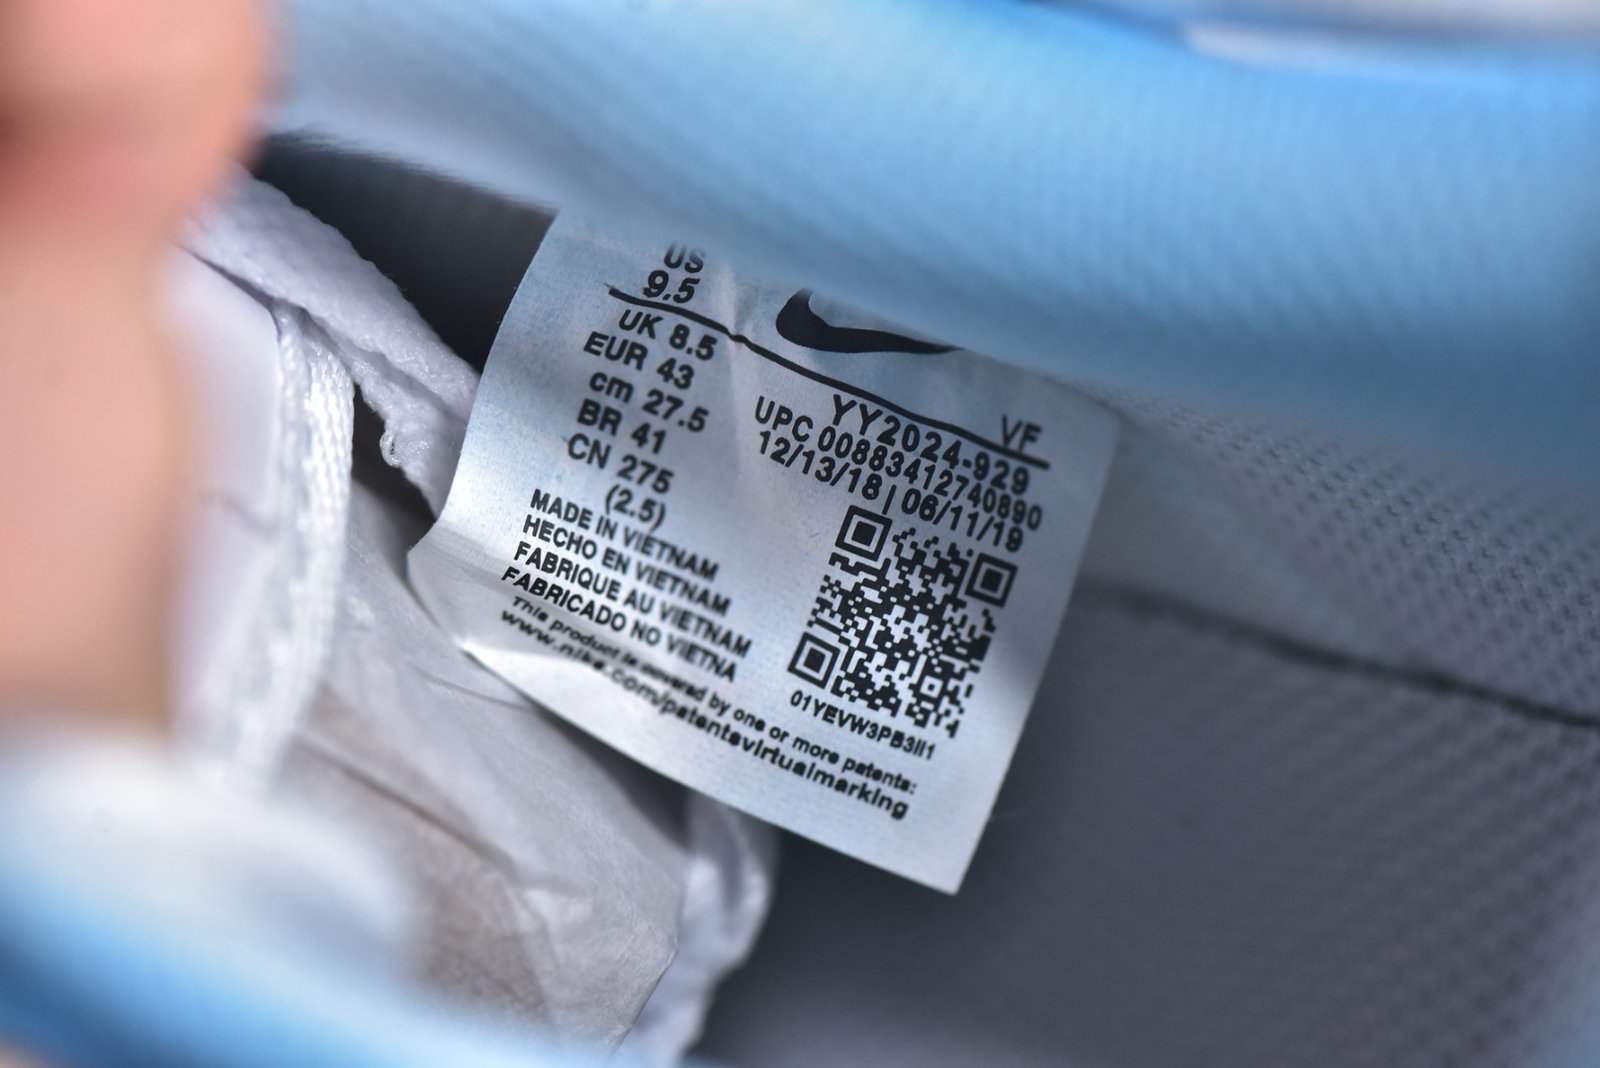 US
9.5
UK 8.5
EUR 43
cm 27.5
BR 41
CN 275
(2.5)
MADE IN VIETNAM
HECHO EN VIETNAM
FABRIQUE AU VIETNAM
FABRICADO NO VIETNA
This product is covered by one or more patents:
www.nike.com/patentsvirtualmarking
VF
YY2024-929
UPC 00883412740890
12/13/18 | 06/11/19
01YEVW3PB3II1